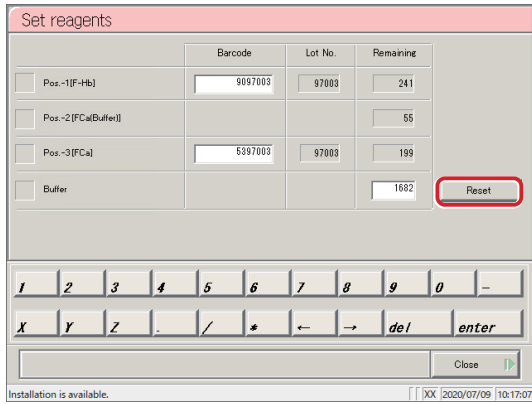 Set reagents
Barcode Lot No. Remaining
Pos.-1[F-Hb] 9097003 97003 241
Pos.-2[FCa(Buffer)] 55
Pos.-3[FCa] 5397003 97003 199
Buffer 1682 Reset
1 2 3 4 5 6 7 8 9 0 -
X Y Z . / * ← → del enter
Close
Installation is available. XX 2020/07/09 10:17:07